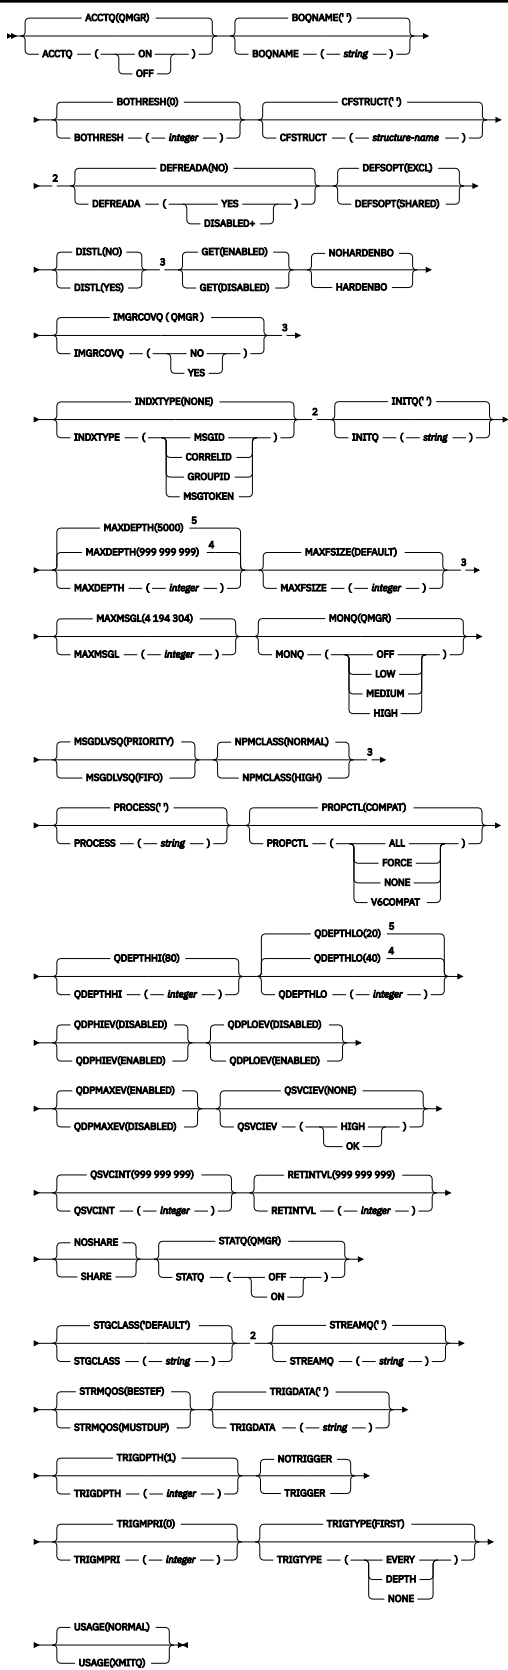 ACCTQ(QMGR) BOQNAME(' ')
ACCTQ ( ON ) BOQNAME ( string )
OFF
BOTHRESH(0) CFSTRUCT(' ')
BOTHRESH ( integer ) CFSTRUCT ( structure-name )
2 DEFREADA(NO) DEFSOPT(EXCL)
DEFREADA ( YES ) DEFSOPT(SHARED)
DISABLED+
DISTL(NO) 3 GET(ENABLED) NOHARDENBO
DISTL(YES) GET(DISABLED) HARDENBO
IMGRCOVQ ( QMGR ) 3
IMGRCOVQ ( NO )
YES
INDXTYPE(NONE) 2 INITQ(' ')
INDXTYPE ( MSGID ) INITQ ( string )
CORRELID
GROUPID
MSGTOKEN
MAXDEPTH(5000) 5
MAXDEPTH(999 999 999) 4 MAXFSIZE(DEFAULT) 3
MAXDEPTH ( integer ) MAXFSIZE ( integer )
MAXMSGL(4 194 304) MONQ(QMGR)
MAXMSGL ( integer ) MONQ ( OFF )
LOW
MEDIUM
HIGH
MSGDLVSQ(PRIORITY) NPMCLASS(NORMAL) 3
MSGDLVSQ(FIFO) NPMCLASS(HIGH)
PROCESS(' ') PROPCTL(COMPAT)
PROCESS ( string ) PROPCTL ( ALL )
FORCE
NONE
V6COMPAT
QDEPTHLO(20) 5
QDEPTHHI(80) QDEPTHLO(40) 4
QDEPTHHI ( integer ) QDEPTHLO ( integer )
QDPHIEV(DISABLED) QDPLOEV(DISABLED)
QDPHIEV(ENABLED) QDPLOEV(ENABLED)
QDPMAXEV(ENABLED) QSVCIEV(NONE)
QDPMAXEV(DISABLED) QSVCIEV ( HIGH )
OK
QSVCINT(999 999 999) RETINTVL(999 999 999)
QSVCINT ( integer ) RETINTVL ( integer )
NOSHARE STATQ(QMGR)
SHARE STATQ ( OFF )
ON
STGCLASS('DEFAULT') 2 STREAMQ(' ')
STGCLASS ( string ) STREAMQ ( string )
STRMQOS(BESTEF) TRIGDATA(' ')
STRMQOS(MUSTDUP) TRIGDATA ( string )
TRIGDPTH(1) NOTRIGGER
TRIGDPTH ( integer ) TRIGGER
TRIGMPRI(0) TRIGTYPE(FIRST)
TRIGMPRI ( integer ) TRIGTYPE ( EVERY )
DEPTH
NONE
USAGE(NORMAL)
USAGE(XMITQ)